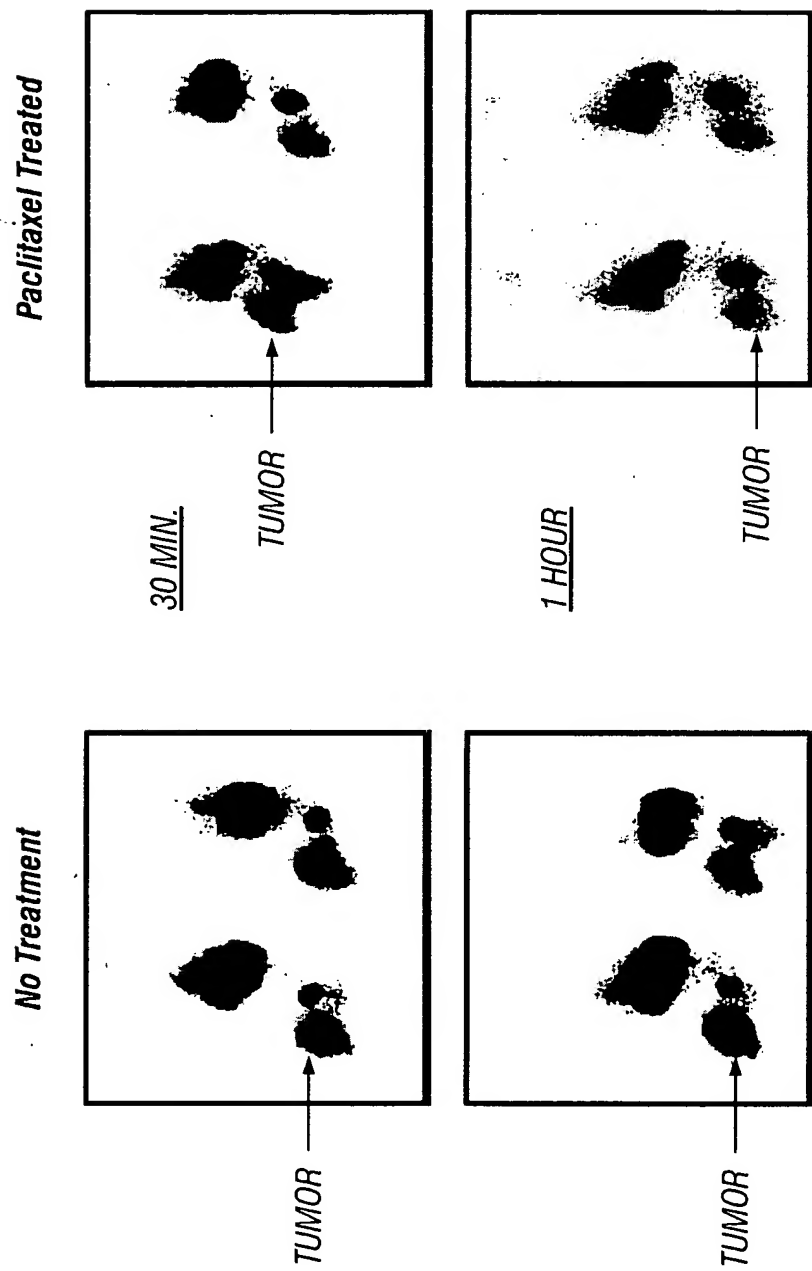 No Treatment
Paclitaxel Treated
TUMOR
30 MIN.
TUMOR
TUMOR
1 HOUR
TUMOR